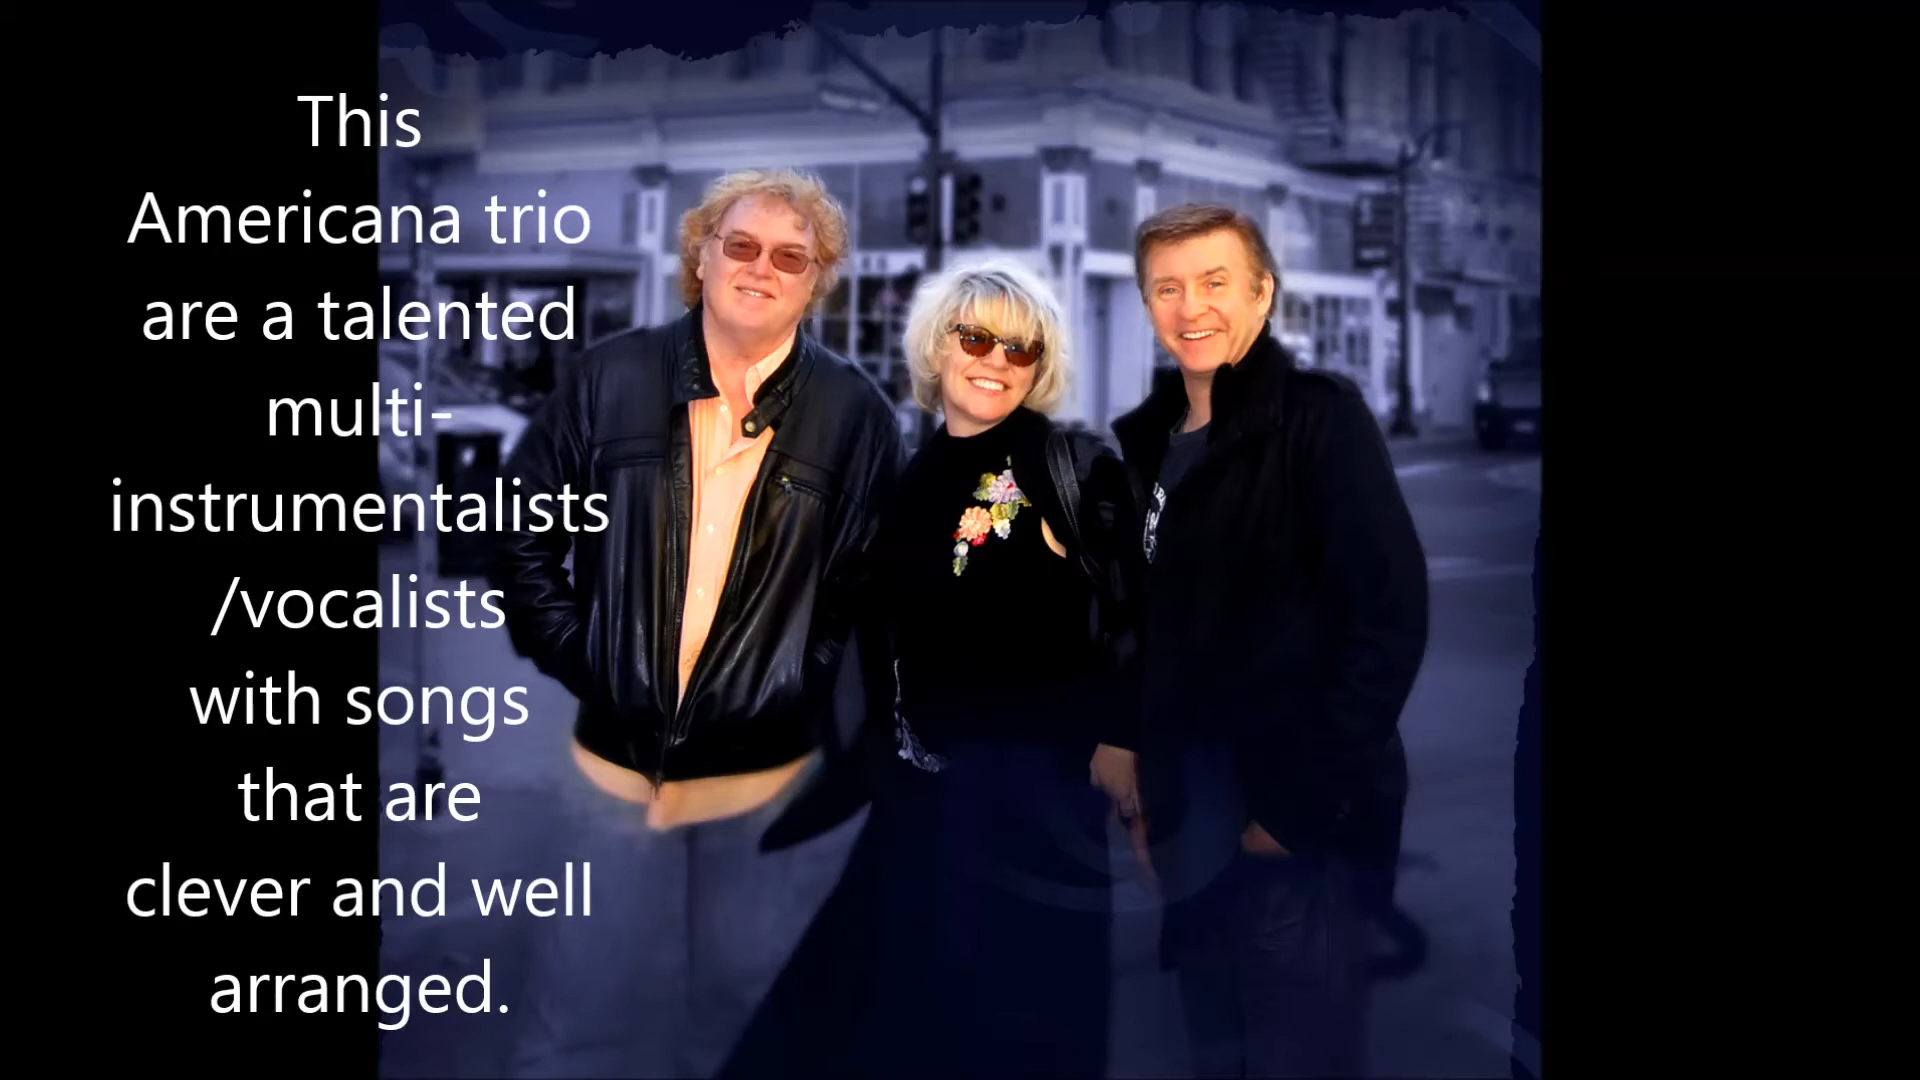 This
Americana trio
are a talented
multi-
instrumentalists
/vocalists
with songs
that are
clever and well
arranged.